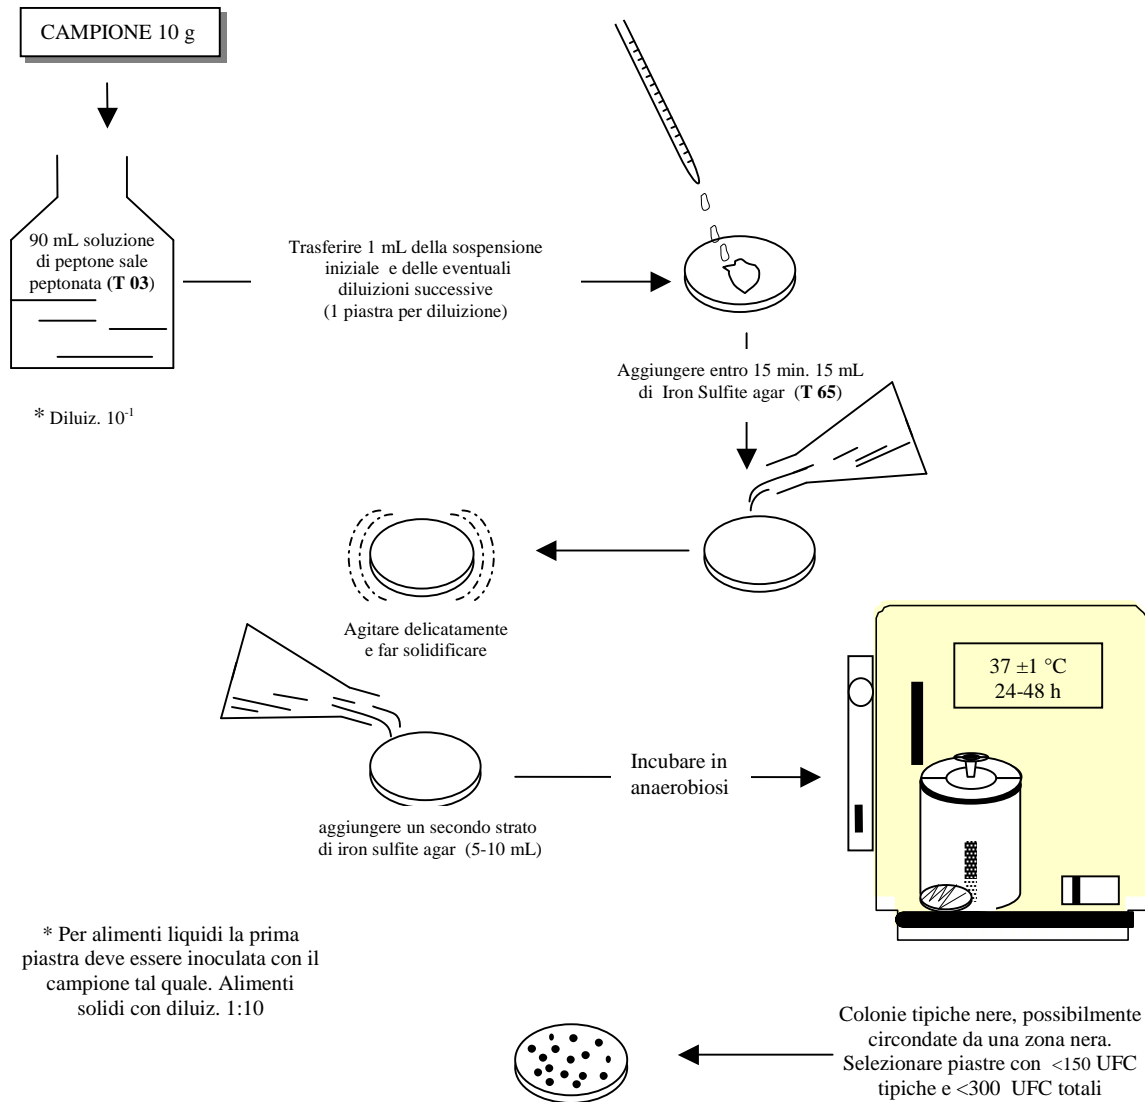 CAMPIONE 10 g
90 mL soluzione
di peptone sale
peptonata (T 03)
* Diluiz. 10⁻¹
Trasferire 1 mL della sospensione
iniziale e delle eventuali
diluizioni successive
(1 piastra per diluizione)
Aggiungere entro 15 min. 15 mL
di Iron Sulfite agar (T 65)
Agitare delicatamente
e far solidificare
aggiungere un secondo strato
di iron sulfite agar (5-10 mL)
Incubare in
anaerobiosi
37 ±1 °C
24-48 h
* Per alimenti liquidi la prima
piastra deve essere inoculata con il
campione tal quale. Alimenti
solidi con diluiz. 1:10
Colonie tipiche nere, possibilmente
circondate da una zona nera.
Selezionare piastre con <150 UFC
tipiche e <300 UFC totali